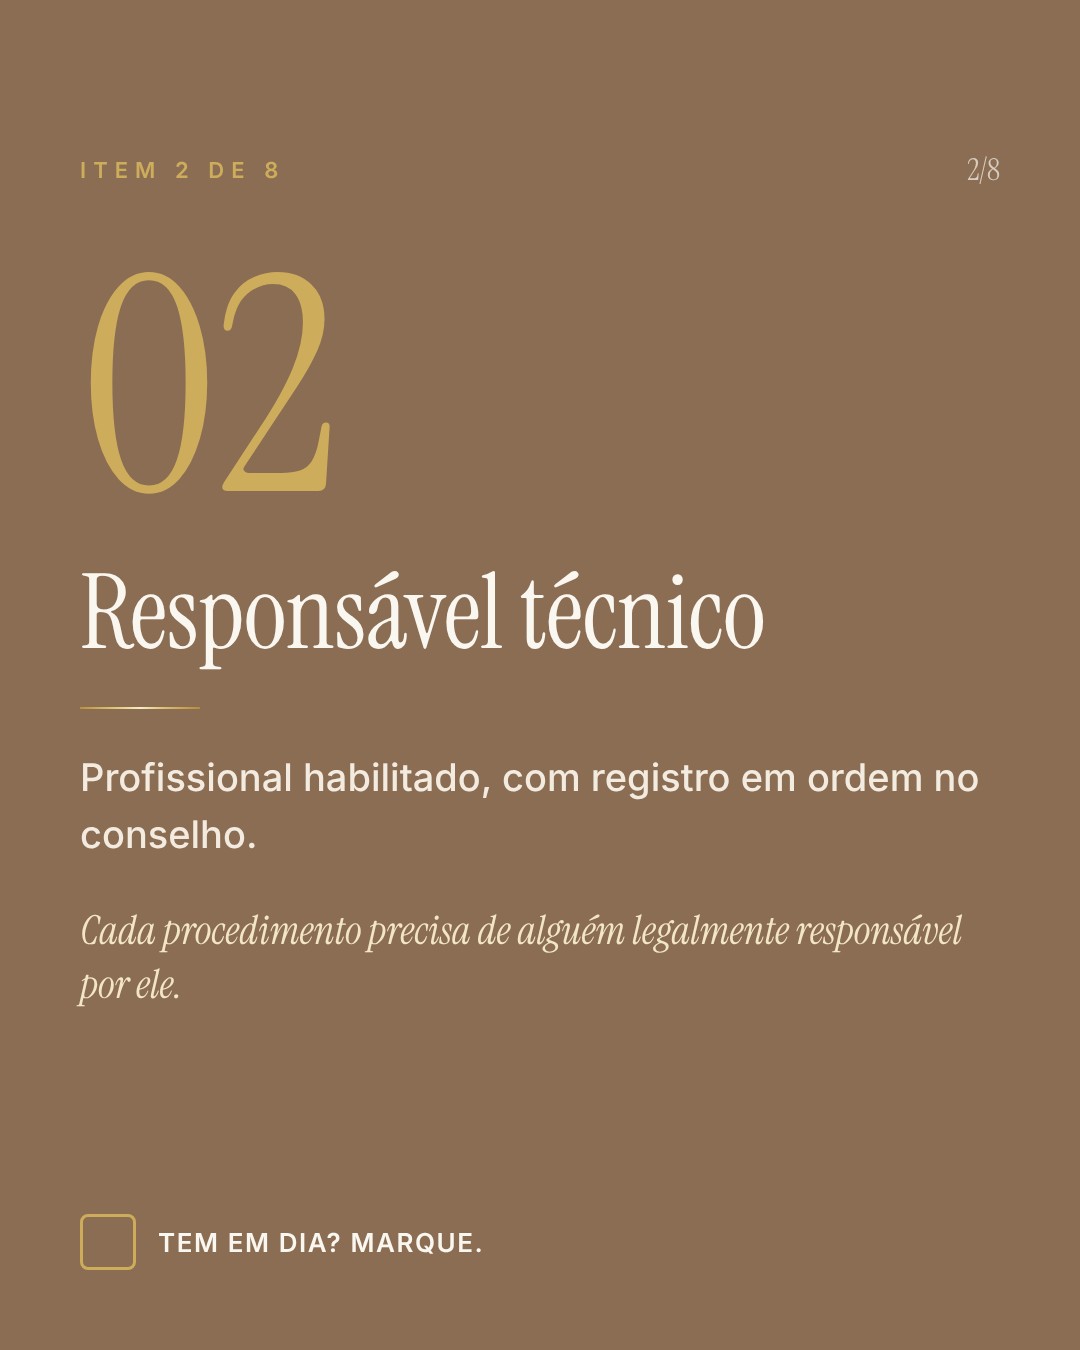 ITEM 2 DE 8
2/8
02
Responsável técnico
Profissional habilitado, com registro em ordem no
conselho.
Cada procedimento precisa de alguém legalmente responsável
por ele.
TEM EM DIA? MARQUE.